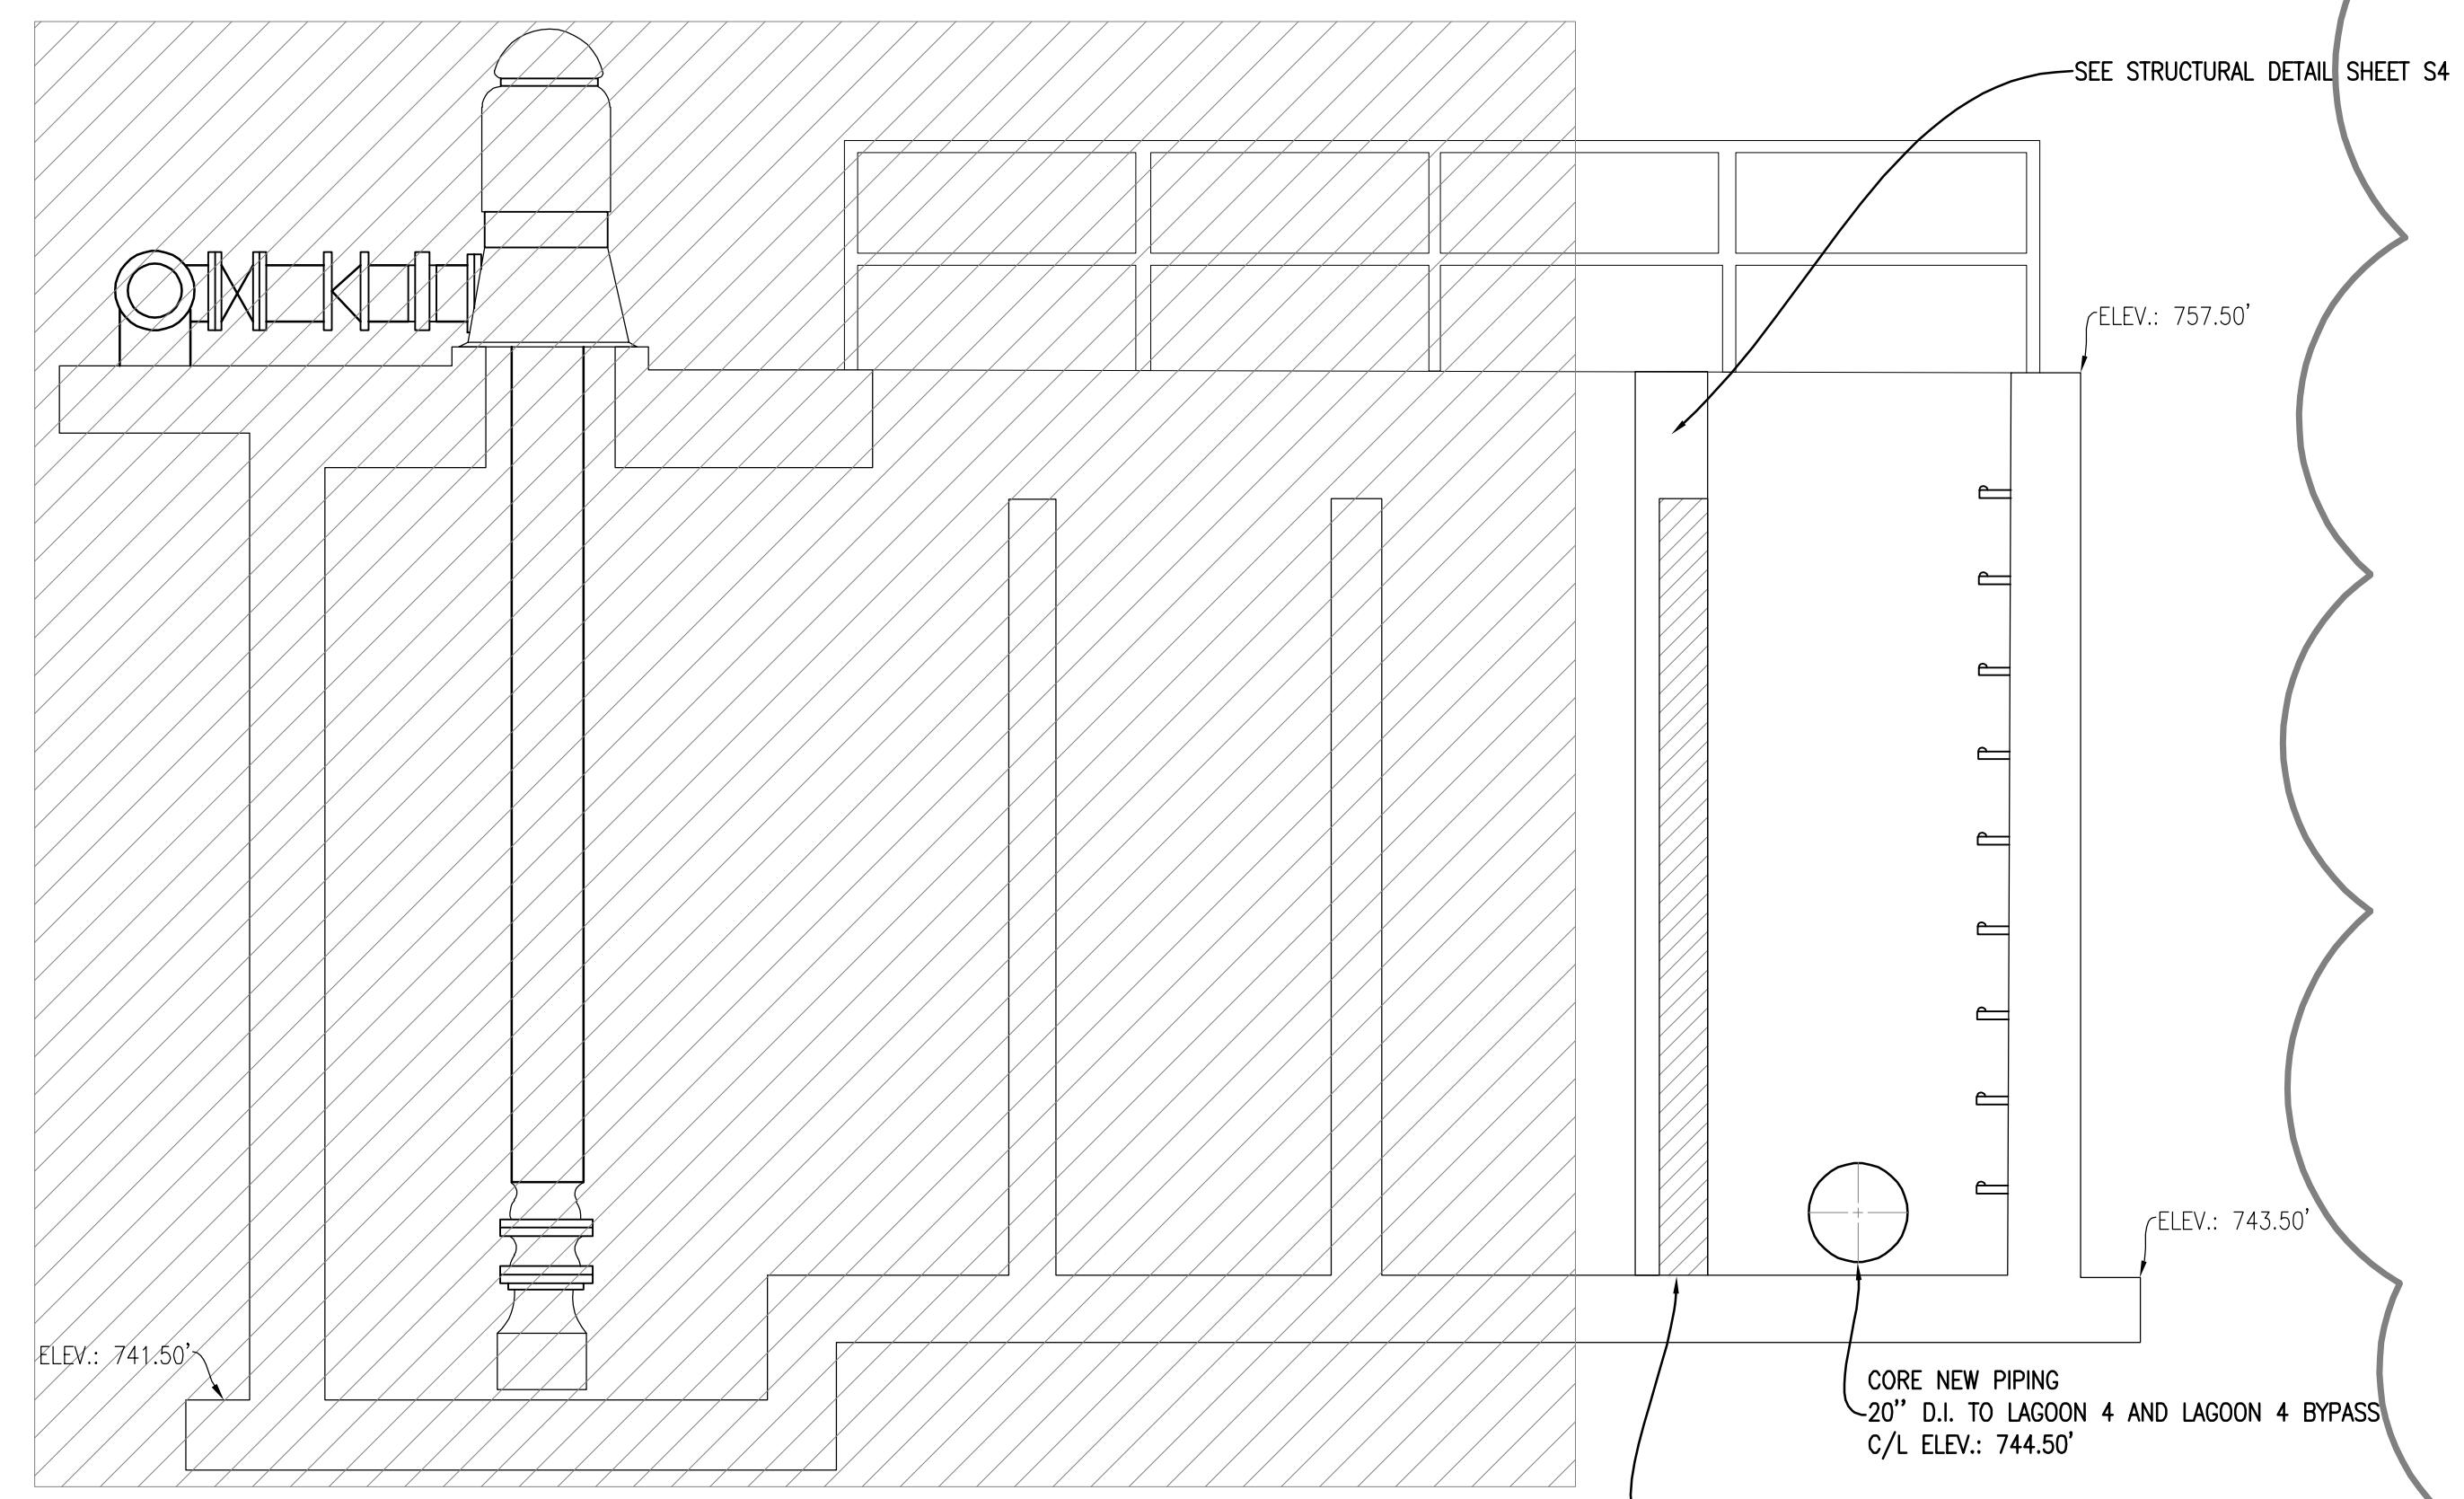 SEE STRUCTURAL DETAIL SHEET S4
ELEV.: 757.50'
ELEV.: 743.50'
ELEV.: 741.50'
CORE NEW PIPING
20'' D.I. TO LAGOON 4 AND LAGOON 4 BYPASS
C/L ELEV.: 744.50'